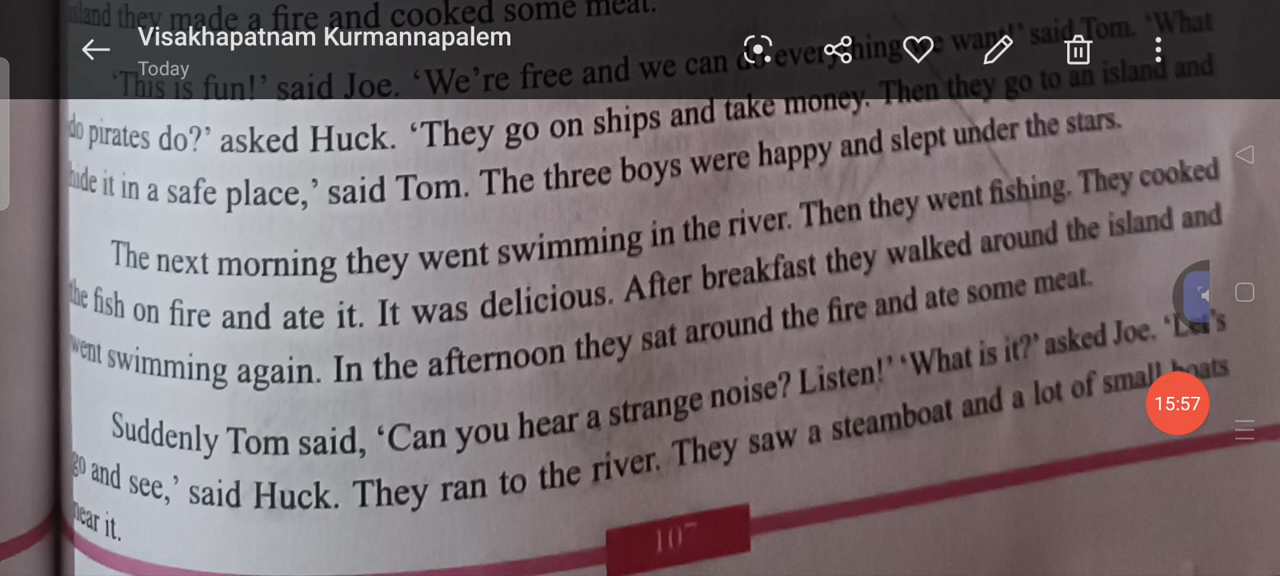 island they made a fire and cooked some meat.
Visakhapatnam Kurmannapalem
Today
'This is fun!' said Joe. 'We're free and we can do everything we want!' said Tom. 'What
do pirates do?' asked Huck. 'They go on ships and take money. Then they go to an island and
hide it in a safe place,' said Tom. The three boys were happy and slept under the stars.
The next morning they went swimming in the river. Then they went fishing. They cooked
the fish on fire and ate it. It was delicious. After breakfast they walked around the island and
went swimming again. In the afternoon they sat around the fire and ate some meat.
Suddenly Tom said, 'Can you hear a strange noise? Listen!' 'What is it?' asked Joe. 'Let's
go and see,' said Huck. They ran to the river. They saw a steamboat and a lot of small boats
near it.
15:57
107